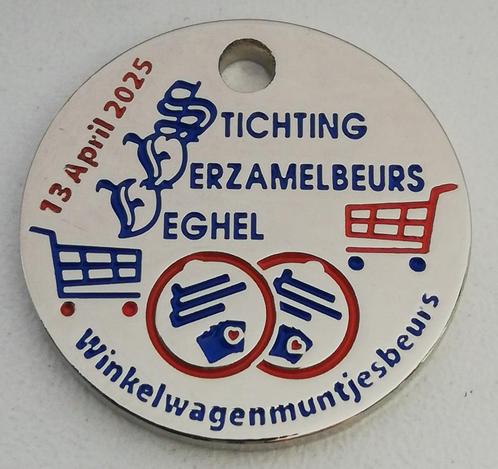 13 April 2025
STICHTING
VERZAMELBEURS
VEGHEL
Winkelwagenmuntjesbeurs